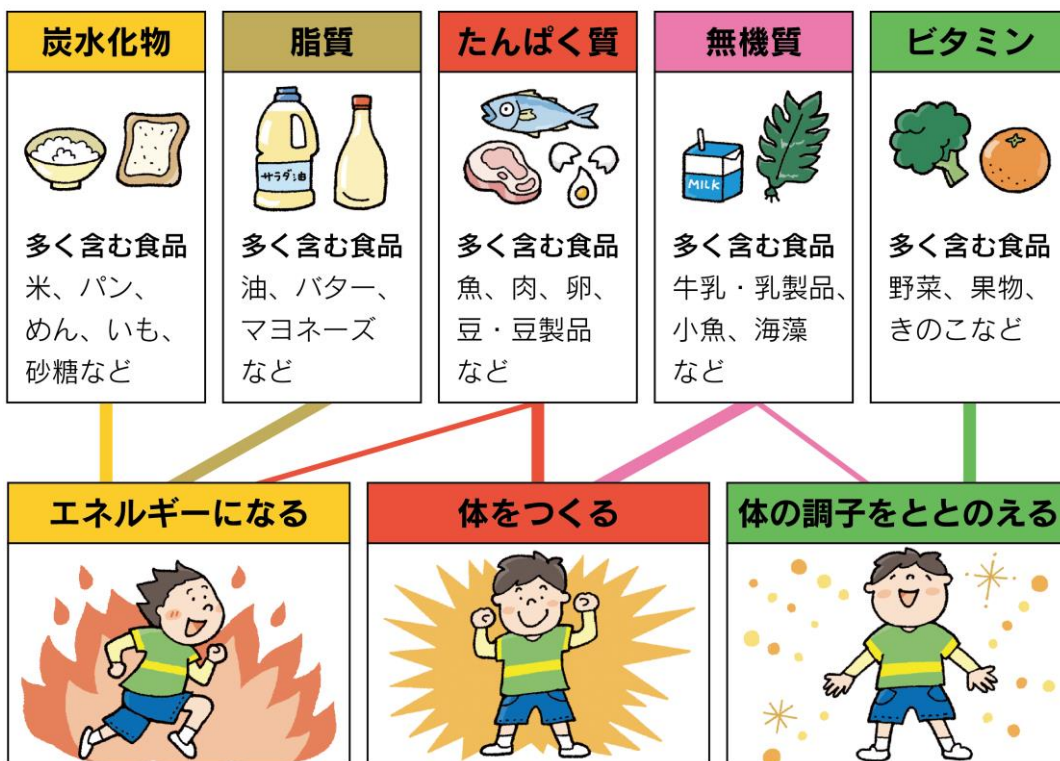 炭水化物
サラダ油
多く含む食品
米、パン、
めん、いも、
砂糖など
脂質
多く含む食品
油、バター、
マヨネーズ
など
たんぱく質
多く含む食品
魚、肉、卵、
豆・豆製品
など
無機質
MILK
多く含む食品
牛乳・乳製品、
小魚、海藻
など
ビタミン
多く含む食品
野菜、果物、
きのこなど
エネルギーになる
体をつくる
体の調子をととのえる